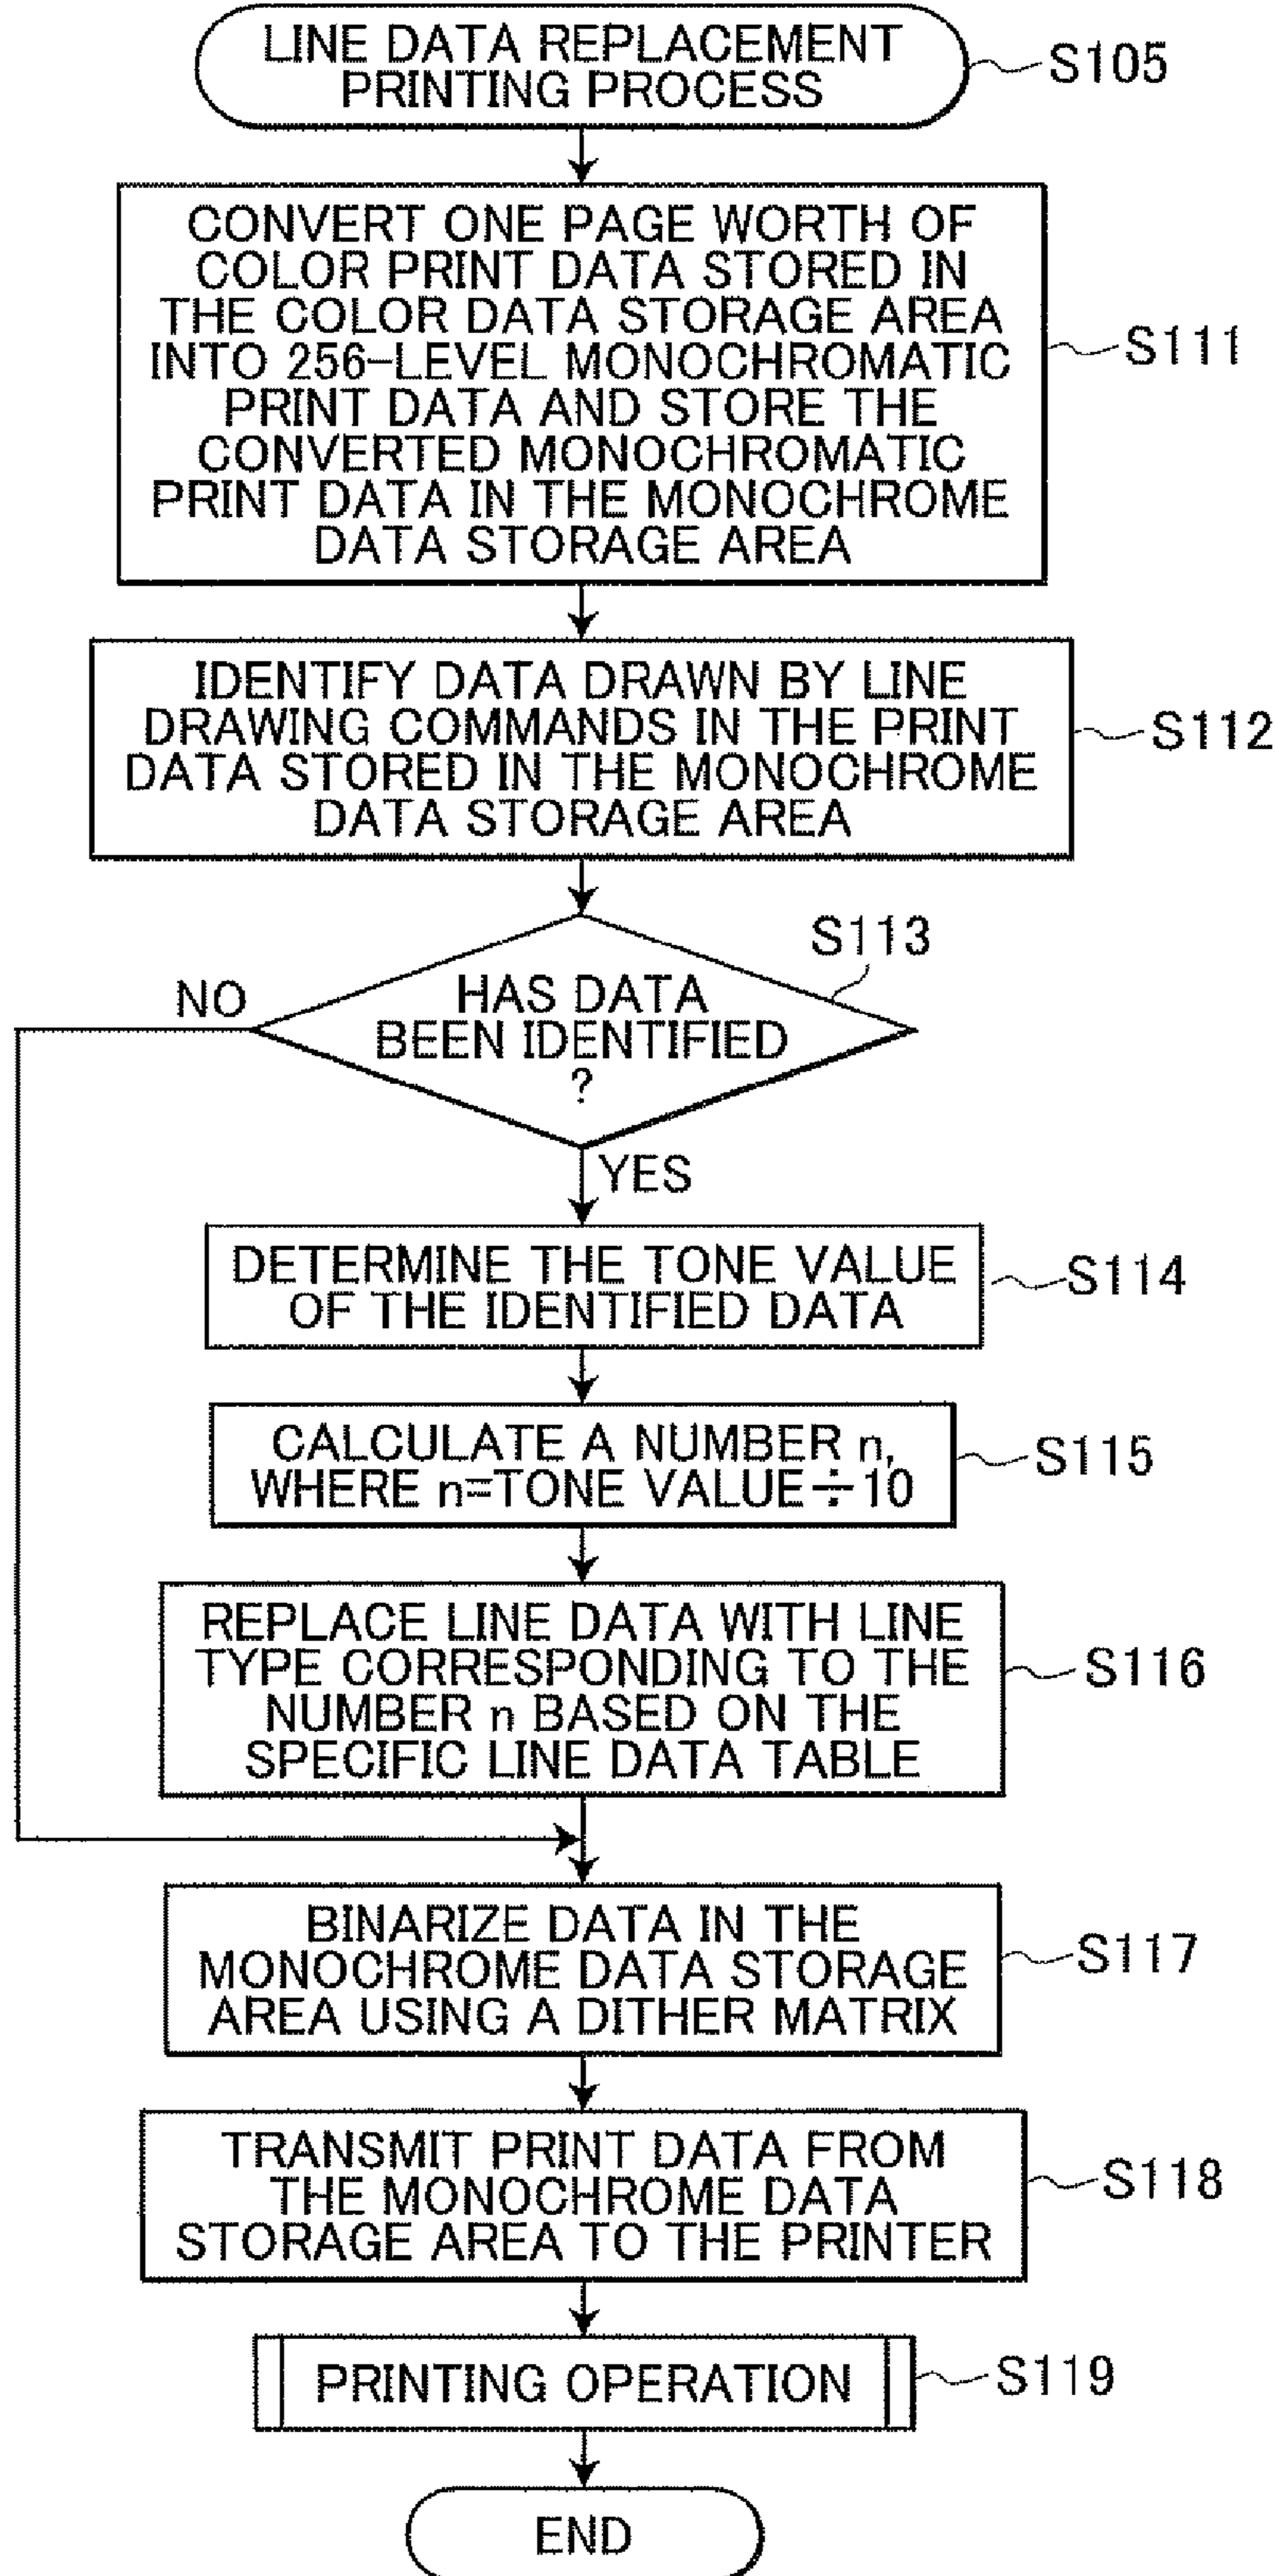 LINE DATA REPLACEMENT
PRINTING PROCESS
S105
CONVERT ONE PAGE WORTH OF
COLOR PRINT DATA STORED IN
THE COLOR DATA STORAGE AREA
INTO 256-LEVEL MONOCHROMATIC
PRINT DATA AND STORE THE
CONVERTED MONOCHROMATIC
PRINT DATA IN THE MONOCHROME
DATA STORAGE AREA
S111
IDENTIFY DATA DRAWN BY LINE
DRAWING COMMANDS IN THE PRINT
DATA STORED IN THE MONOCHROME
DATA STORAGE AREA
S112
S113
NO
HAS DATA
BEEN IDENTIFIED
?
YES
DETERMINE THE TONE VALUE
OF THE IDENTIFIED DATA
S114
CALCULATE A NUMBER n,
WHERE n=TONE VALUE÷10
S115
REPLACE LINE DATA WITH LINE
TYPE CORRESPONDING TO THE
NUMBER n BASED ON THE
SPECIFIC LINE DATA TABLE
S116
BINARIZE DATA IN THE
MONOCHROME DATA STORAGE
AREA USING A DITHER MATRIX
S117
TRANSMIT PRINT DATA FROM
THE MONOCHROME DATA
STORAGE AREA TO THE PRINTER
S118
PRINTING OPERATION
S119
END